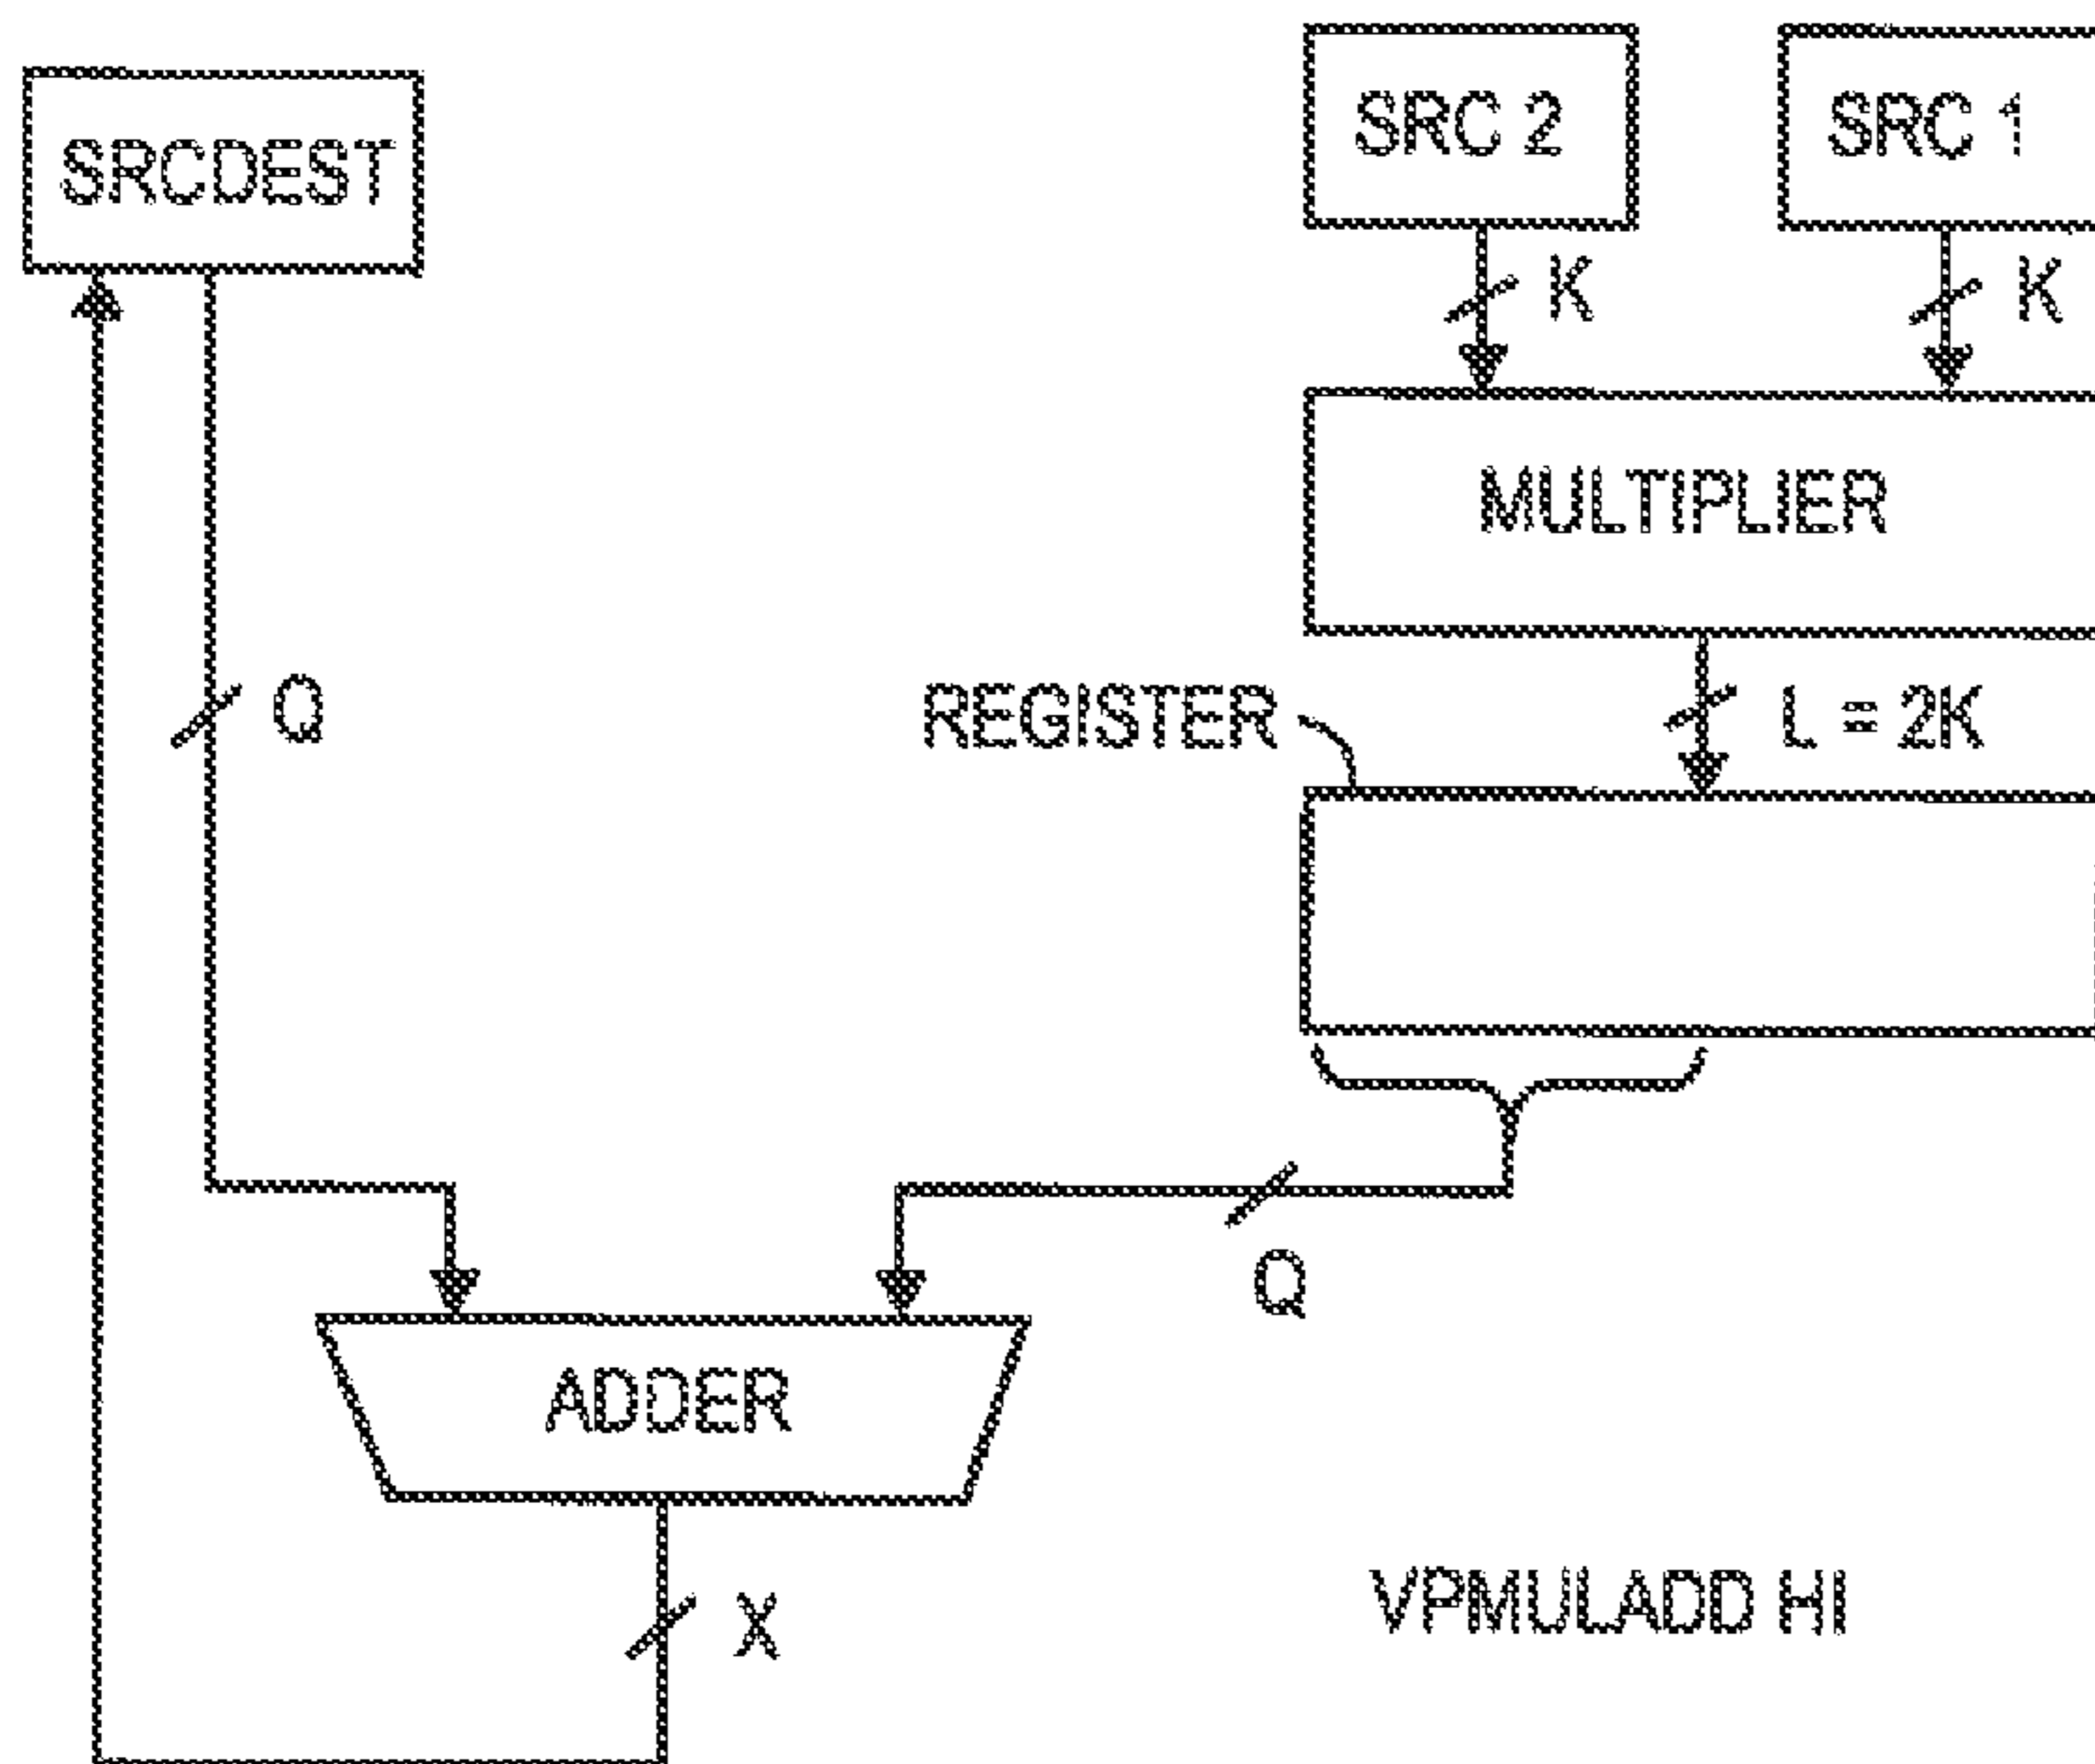 SRCDEST
SRC 2
SRC 1
K
K
MULTIPLIER
Q
REGISTER
L = 2K
Q
ADDER
X
VPMULADD HI